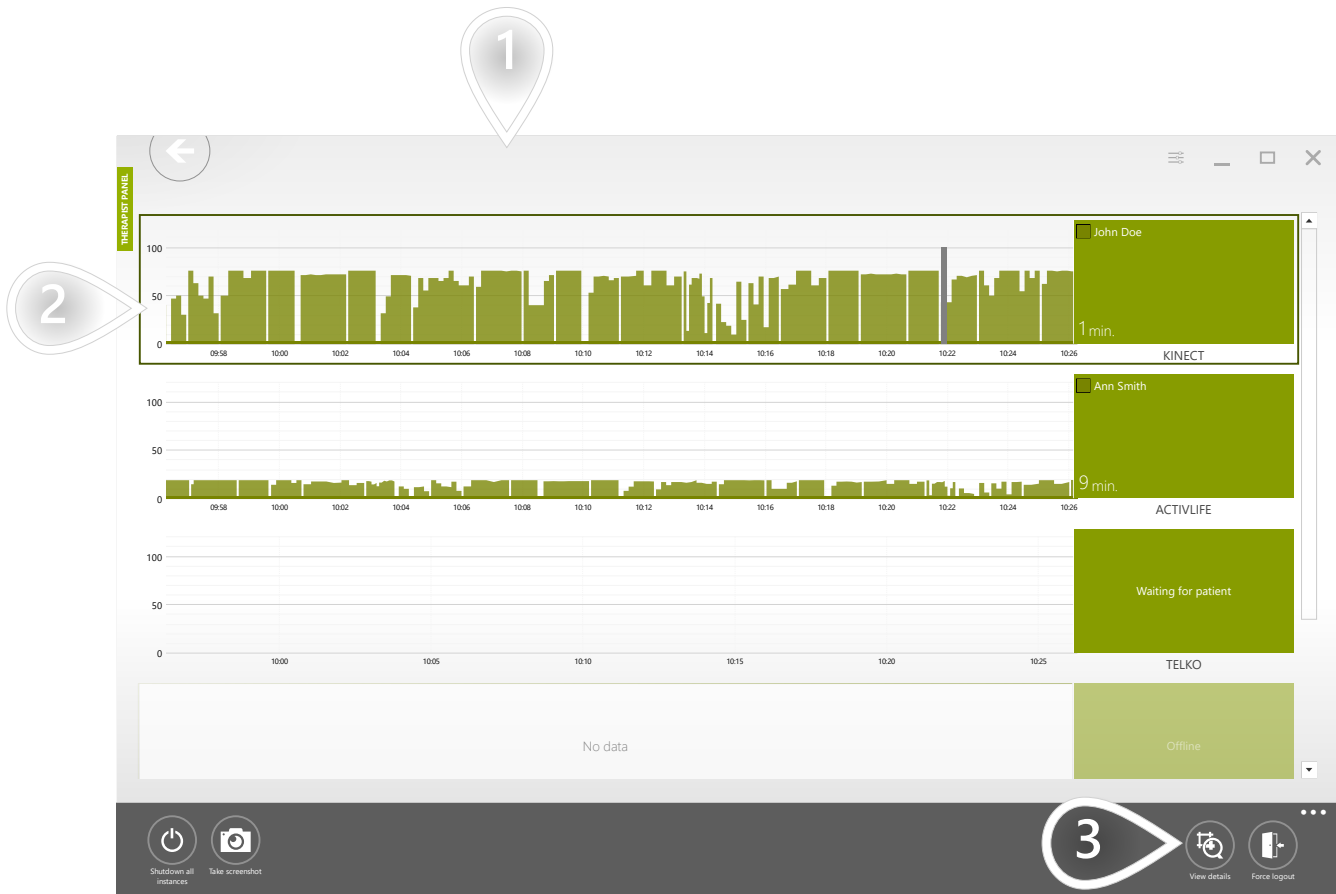 1
THERAPIST PANEL
2
100
50
0
09:58 10:00 10:02 10:04 10:06 10:08 10:10 10:12 10:14 10:16 10:18 10:20 10:22 10:24 10:26
John Doe
1 min.
KINECT
100
50
0
09:58 10:00 10:02 10:04 10:06 10:08 10:10 10:12 10:14 10:16 10:18 10:20 10:22 10:24 10:26
Ann Smith
9 min.
ACTIVLIFE
100
50
0
10:00 10:05 10:10 10:15 10:20 10:25
Waiting for patient
TELKO
No data
Offline
Shutdown all
instances
Take screenshot
3
View details
Force logout